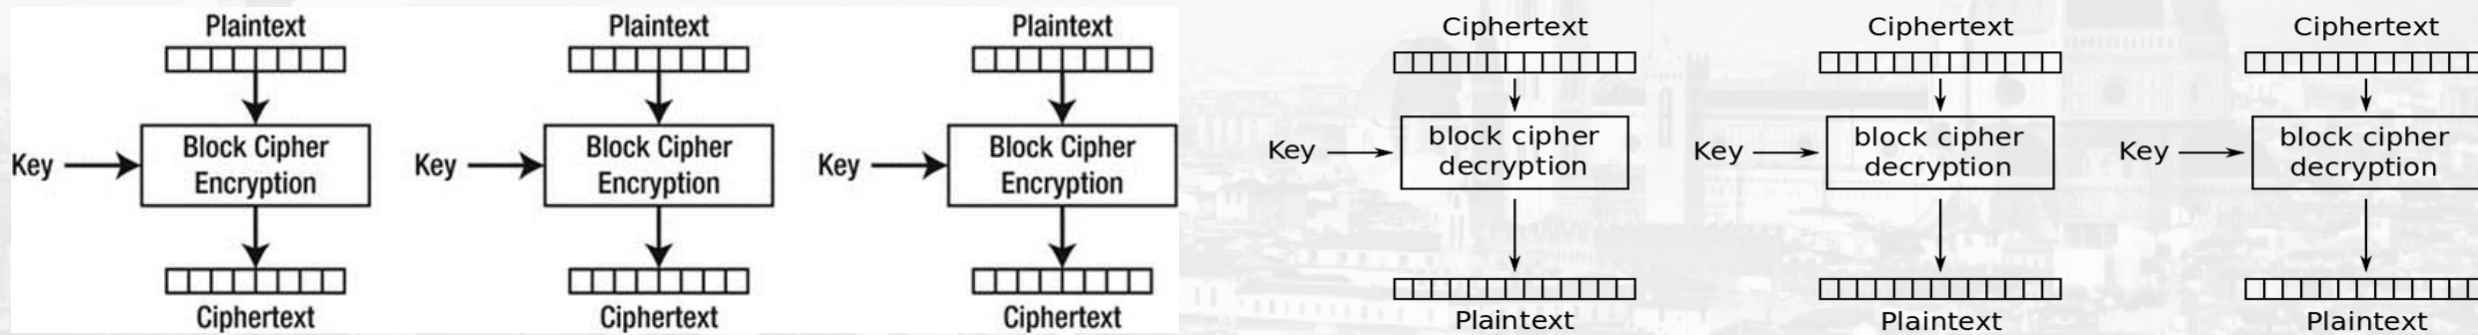 Plaintext
Plaintext
Plaintext
Key
Block Cipher
Encryption
Key
Block Cipher
Encryption
Key
Block Cipher
Encryption
Ciphertext
Ciphertext
Ciphertext
Ciphertext
Ciphertext
Ciphertext
Key
block cipher
decryption
Key
block cipher
decryption
Key
block cipher
decryption
Plaintext
Plaintext
Plaintext